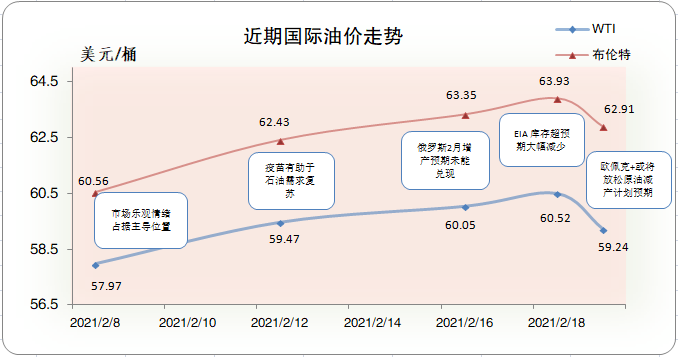 近期国际油价走势
美元/桶
WTI
布伦特
64.5
62.5
60.5
58.5
56.5
60.56
62.43
63.35
63.93
62.91
市场乐观情绪
占据主导位置
疫苗有助于
石油需求复
苏
俄罗斯2月增
产预期未能
兑现
EIA 库存超预
期大幅减少
欧佩克+或将
放松原油减
产计划预期
57.97
59.47
60.05
60.52
59.24
2021/2/8
2021/2/10
2021/2/12
2021/2/14
2021/2/16
2021/2/18